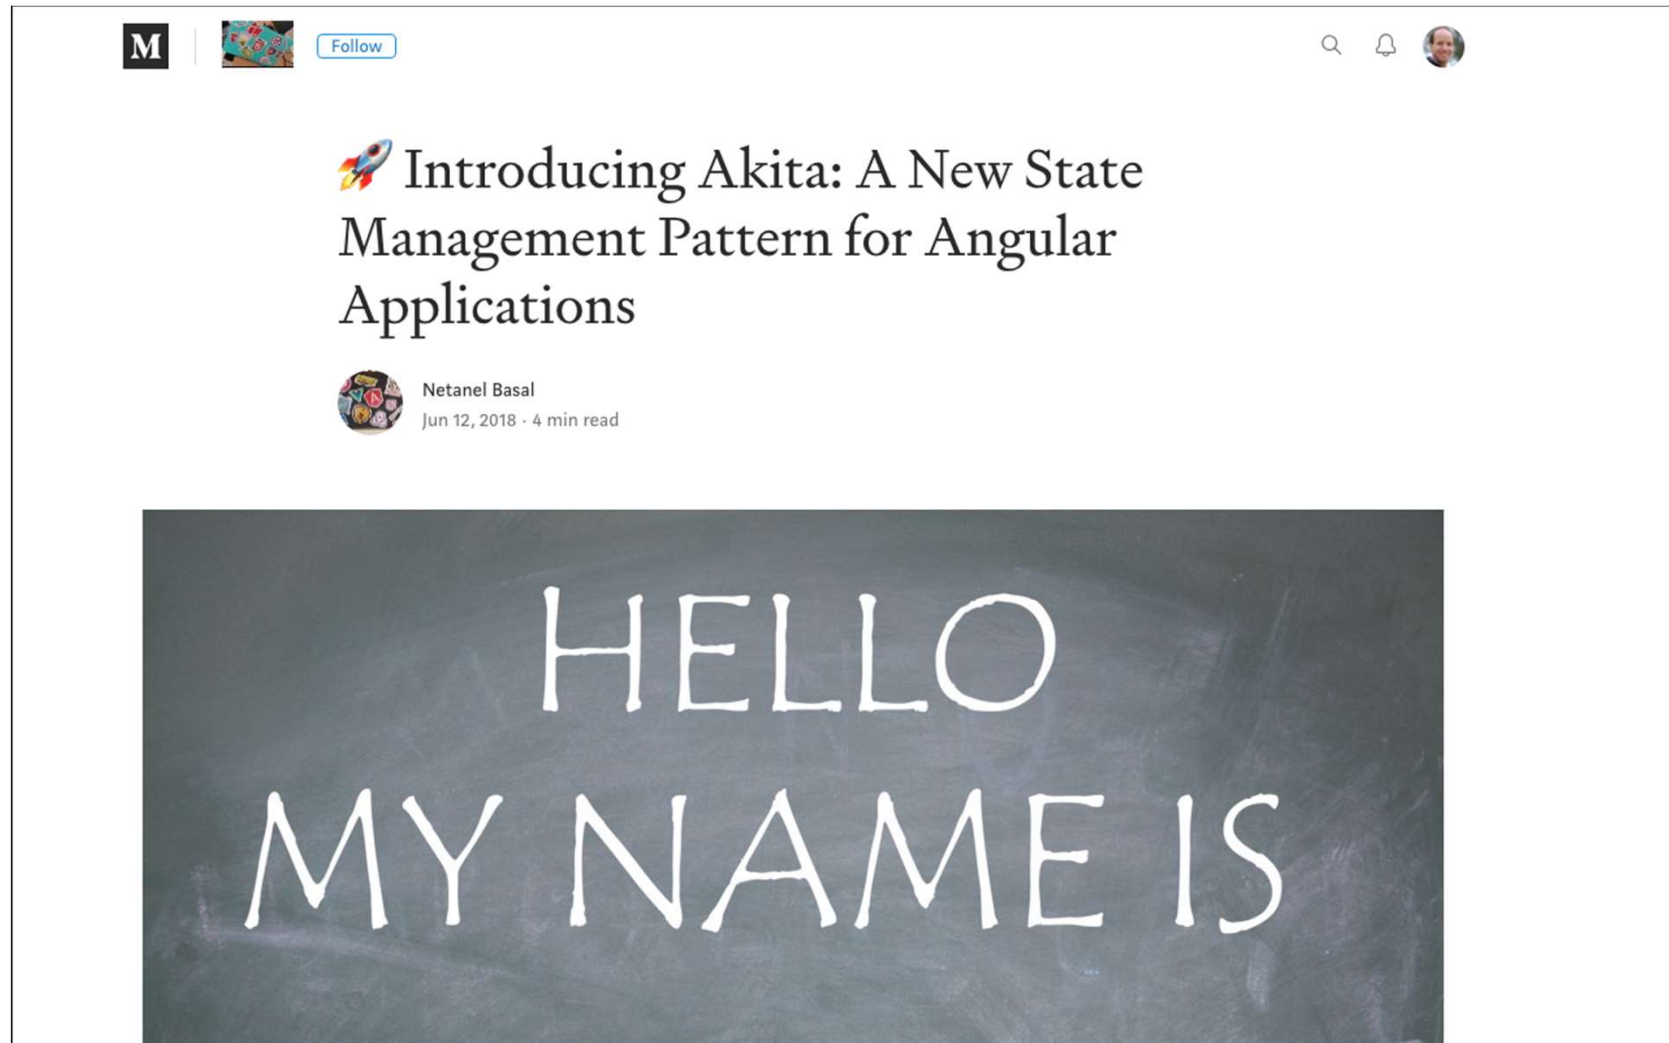 M
Follow
🚀 Introducing Akita: A New State
Management Pattern for Angular
Applications
Netanel Basal
Jun 12, 2018 · 4 min read
HELLO
MY NAME IS